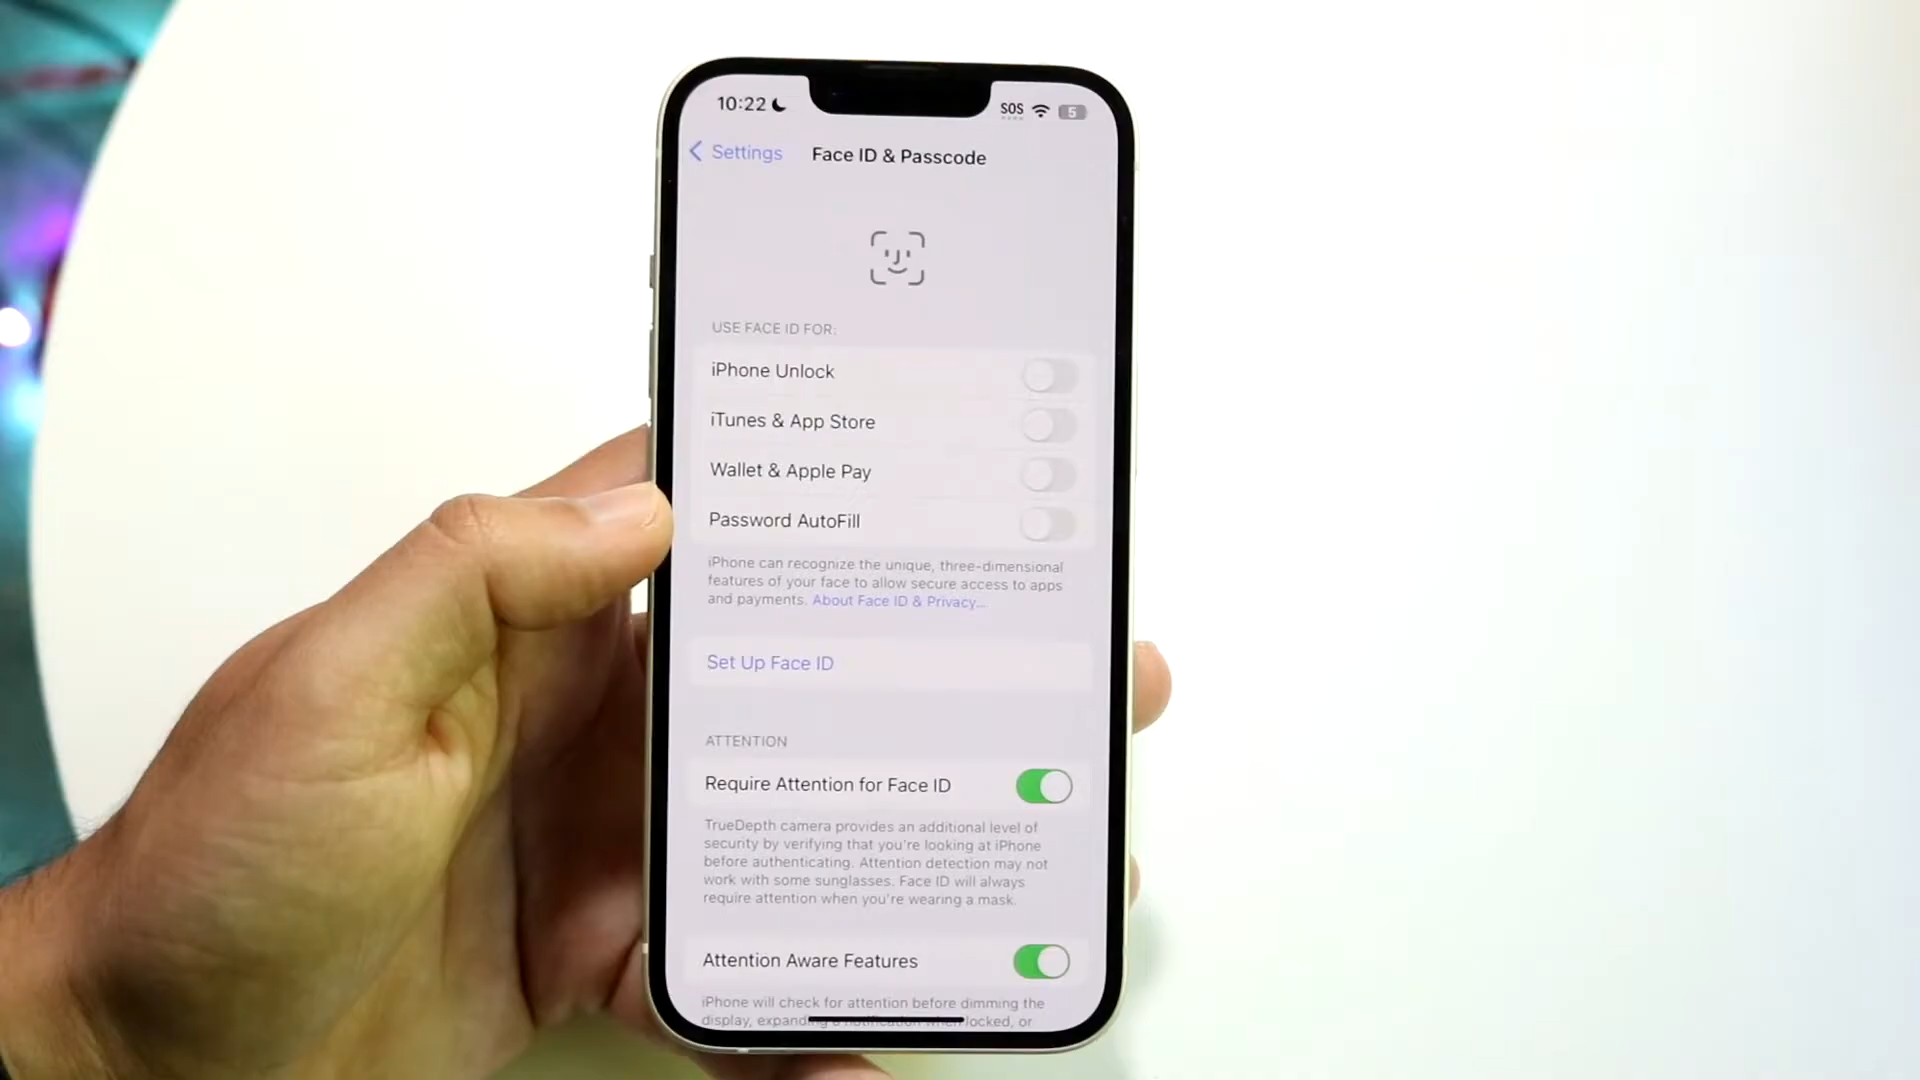 10:22
SOS
5
Settings
Face ID & Passcode
USE FACE ID FOR:
iPhone Unlock
iTunes & App Store
Wallet & Apple Pay
Password AutoFill
iPhone can recognize the unique, three-dimensional
features of your face to allow secure access to apps
and payments. About Face ID & Privacy...
Set Up Face ID
ATTENTION
Require Attention for Face ID
TrueDepth camera provides an additional level of
security by verifying that you're looking at iPhone
before authenticating. Attention detection may not
work with some sunglasses. Face ID will always
require attention when you're wearing a mask.
Attention Aware Features
iPhone will check for attention before dimming the
display, expanding a notification when locked, or